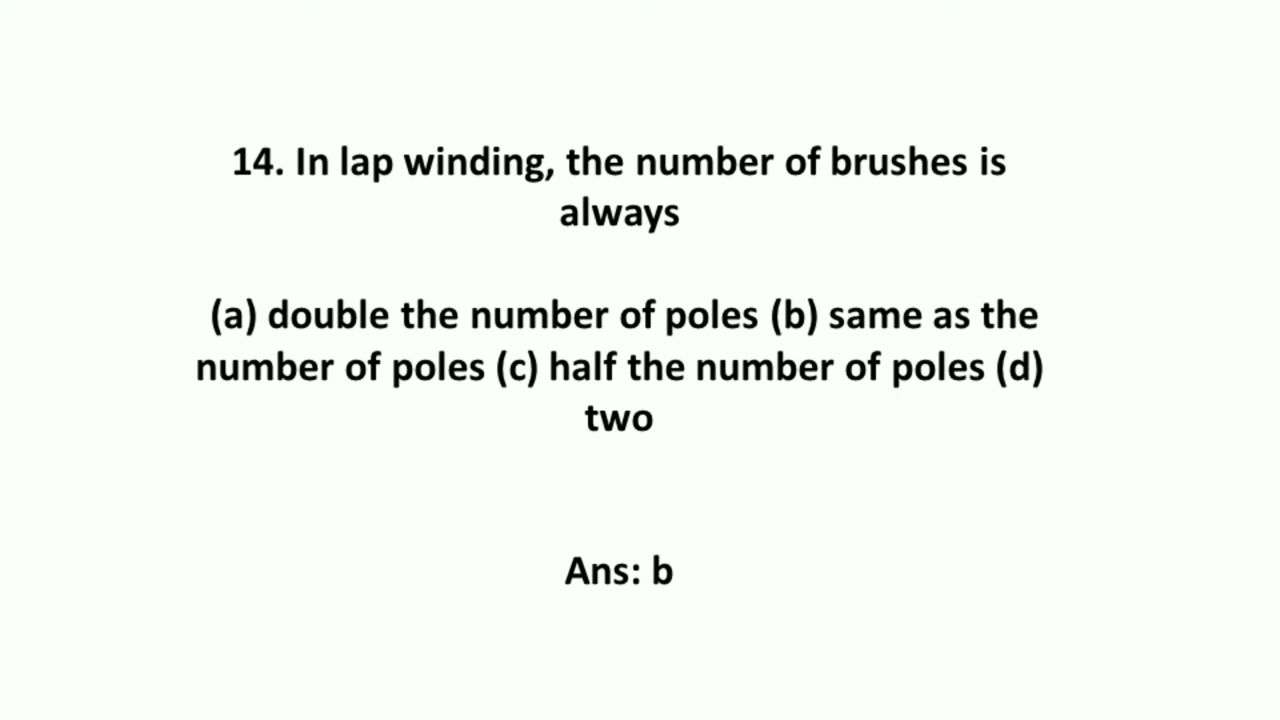 14. In lap winding, the number of brushes is
always
(a) double the number of poles (b) same as the
number of poles (c) half the number of poles (d)
two
Ans: b